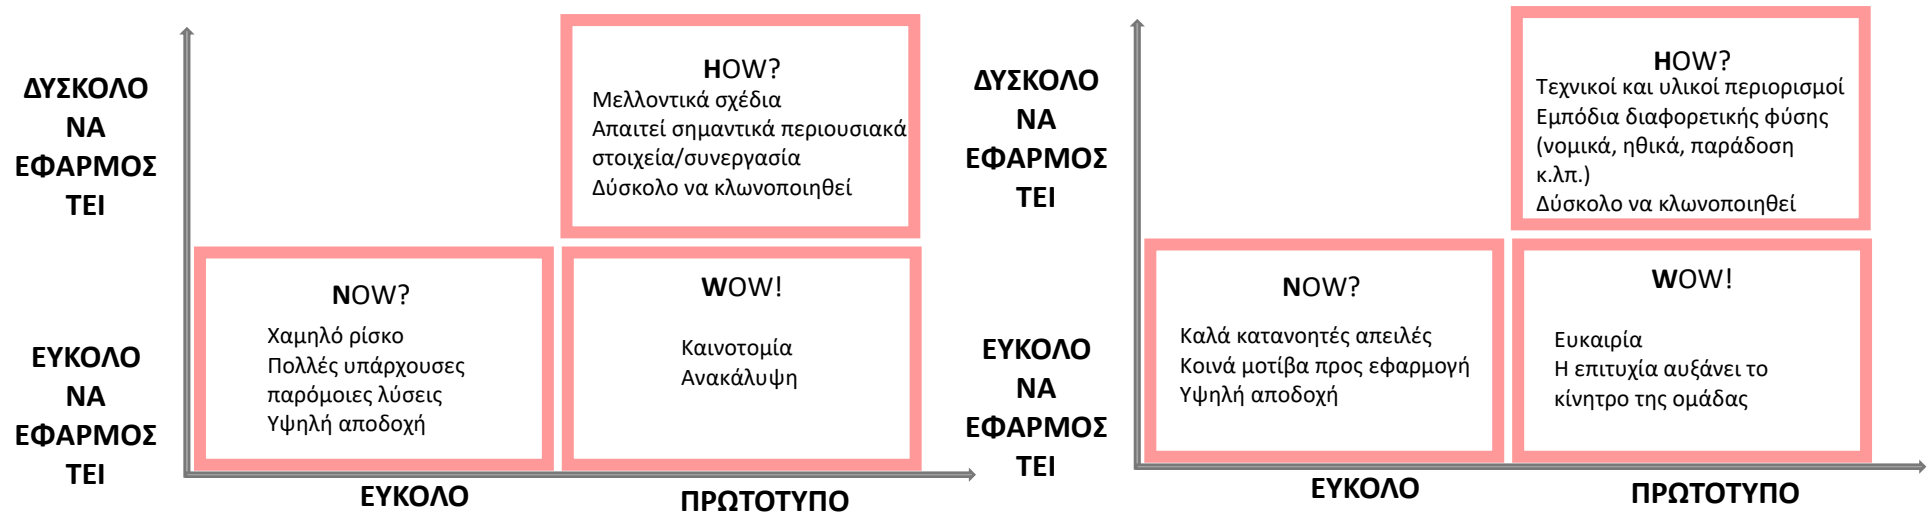 ΔΥΣΚΟΛΟ
ΝΑ
ΕΦΑΡΜΟΣ
ΤΕΙ
HOW?
Μελλοντικά σχέδια
Απαιτεί σημαντικά περιουσιακά
στοιχεία/συνεργασία
Δύσκολο να κλωνοποιηθεί
ΕΥΚΟΛΟ
ΝΑ
ΕΦΑΡΜΟΣ
ΤΕΙ
NOW?
Χαμηλό ρίσκο
Πολλές υπάρχουσες
παρόμοιες λύσεις
Υψηλή αποδοχή
WOW!
Καινοτομία
Ανακάλυψη
ΕΥΚΟΛΟ
ΠΡΩΤΟΤΥΠΟ
ΔΥΣΚΟΛΟ
ΝΑ
ΕΦΑΡΜΟΣ
ΤΕΙ
HOW?
Τεχνικοί και υλικοί περιορισμοί
Εμπόδια διαφορετικής φύσης
(νομικά, ηθικά, παράδοση
κ.λπ.)
Δύσκολο να κλωνοποιηθεί
ΕΥΚΟΛΟ
ΝΑ
ΕΦΑΡΜΟΣ
ΤΕΙ
NOW?
Καλά κατανοητές απειλές
Κοινά μοτίβα προς εφαρμογή
Υψηλή αποδοχή
WOW!
Ευκαιρία
Η επιτυχία αυξάνει το
κίνητρο της ομάδας
ΕΥΚΟΛΟ
ΠΡΩΤΟΤΥΠΟ